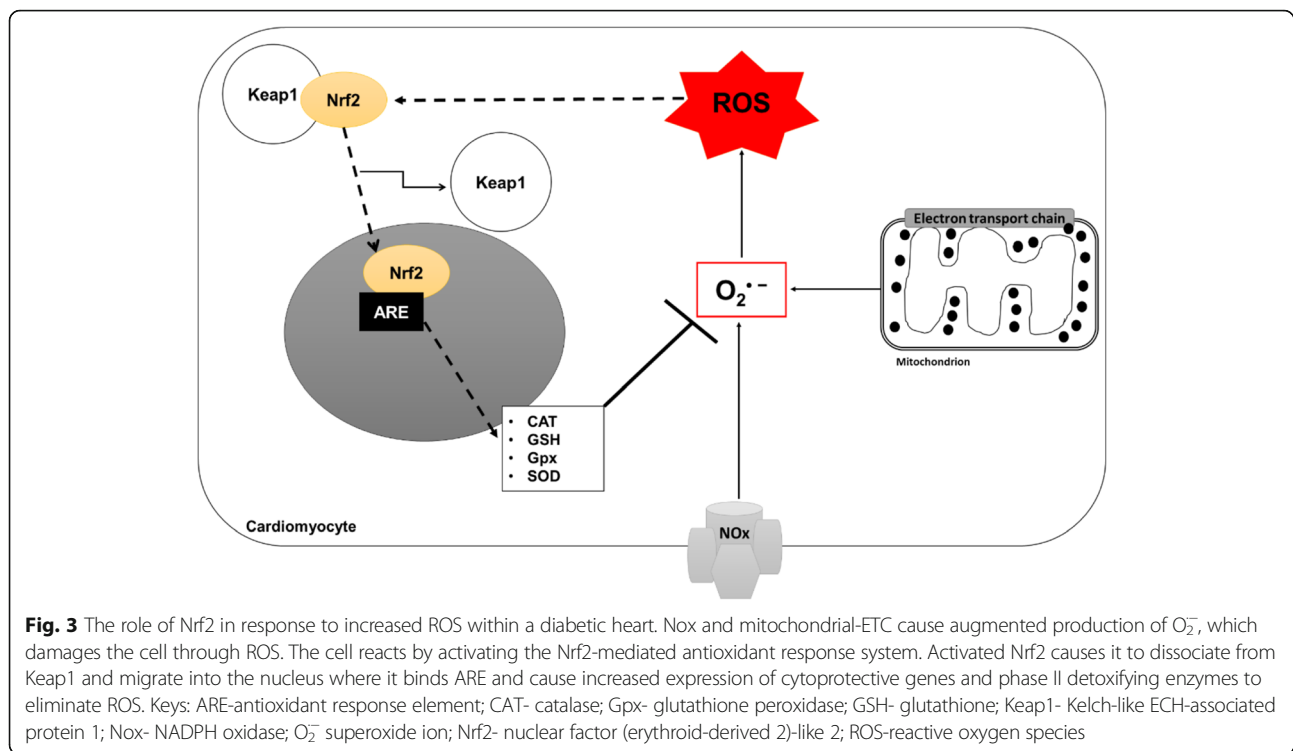 Keap1
Nrf2
ROS
Keap1
Electron transport chain
Nrf2
ARE
O₂•⁻
Mitochondrion
• CAT
• GSH
• Gpx
• SOD
Cardiomyocyte
NOx
Fig. 3 The role of Nrf2 in response to increased ROS within a diabetic heart. Nox and mitochondrial-ETC cause augmented production of O₂⁻, which
damages the cell through ROS. The cell reacts by activating the Nrf2-mediated antioxidant response system. Activated Nrf2 causes it to dissociate from
Keap1 and migrate into the nucleus where it binds ARE and cause increased expression of cytoprotective genes and phase II detoxifying enzymes to
eliminate ROS. Keys: ARE-antioxidant response element; CAT- catalase; Gpx- glutathione peroxidase; GSH- glutathione; Keap1- Kelch-like ECH-associated
protein 1; Nox- NADPH oxidase; O₂⁻ superoxide ion; Nrf2- nuclear factor (erythroid-derived 2)-like 2; ROS-reactive oxygen species